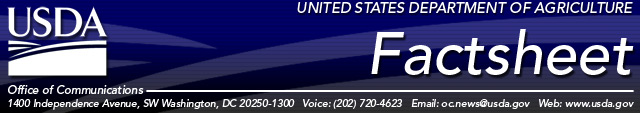 USDA
UNITED STATES DEPARTMENT OF AGRICULTURE
Factsheet
Office of Communications
1400 Independence Avenue, SW Washington, DC 20250-1300 Voice: (202) 720-4623 Email: oc.news@usda.gov Web: www.usda.gov